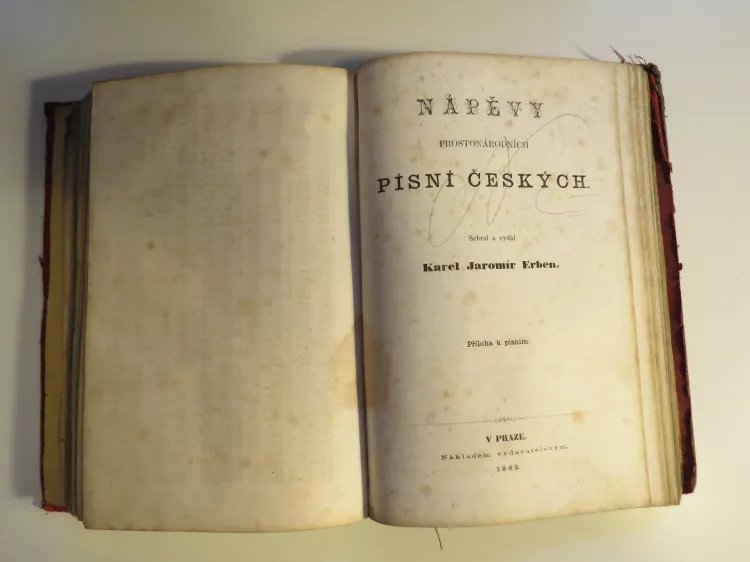 NÁPĚVY
PROSTONÁRODNÍCH
PÍSNÍ ČESKÝCH.
Sebral a vydal
Karel Jaromír Erben.
Příloha k písním.
V PRAZE.
Nákladem vydavatelovým.
1862.